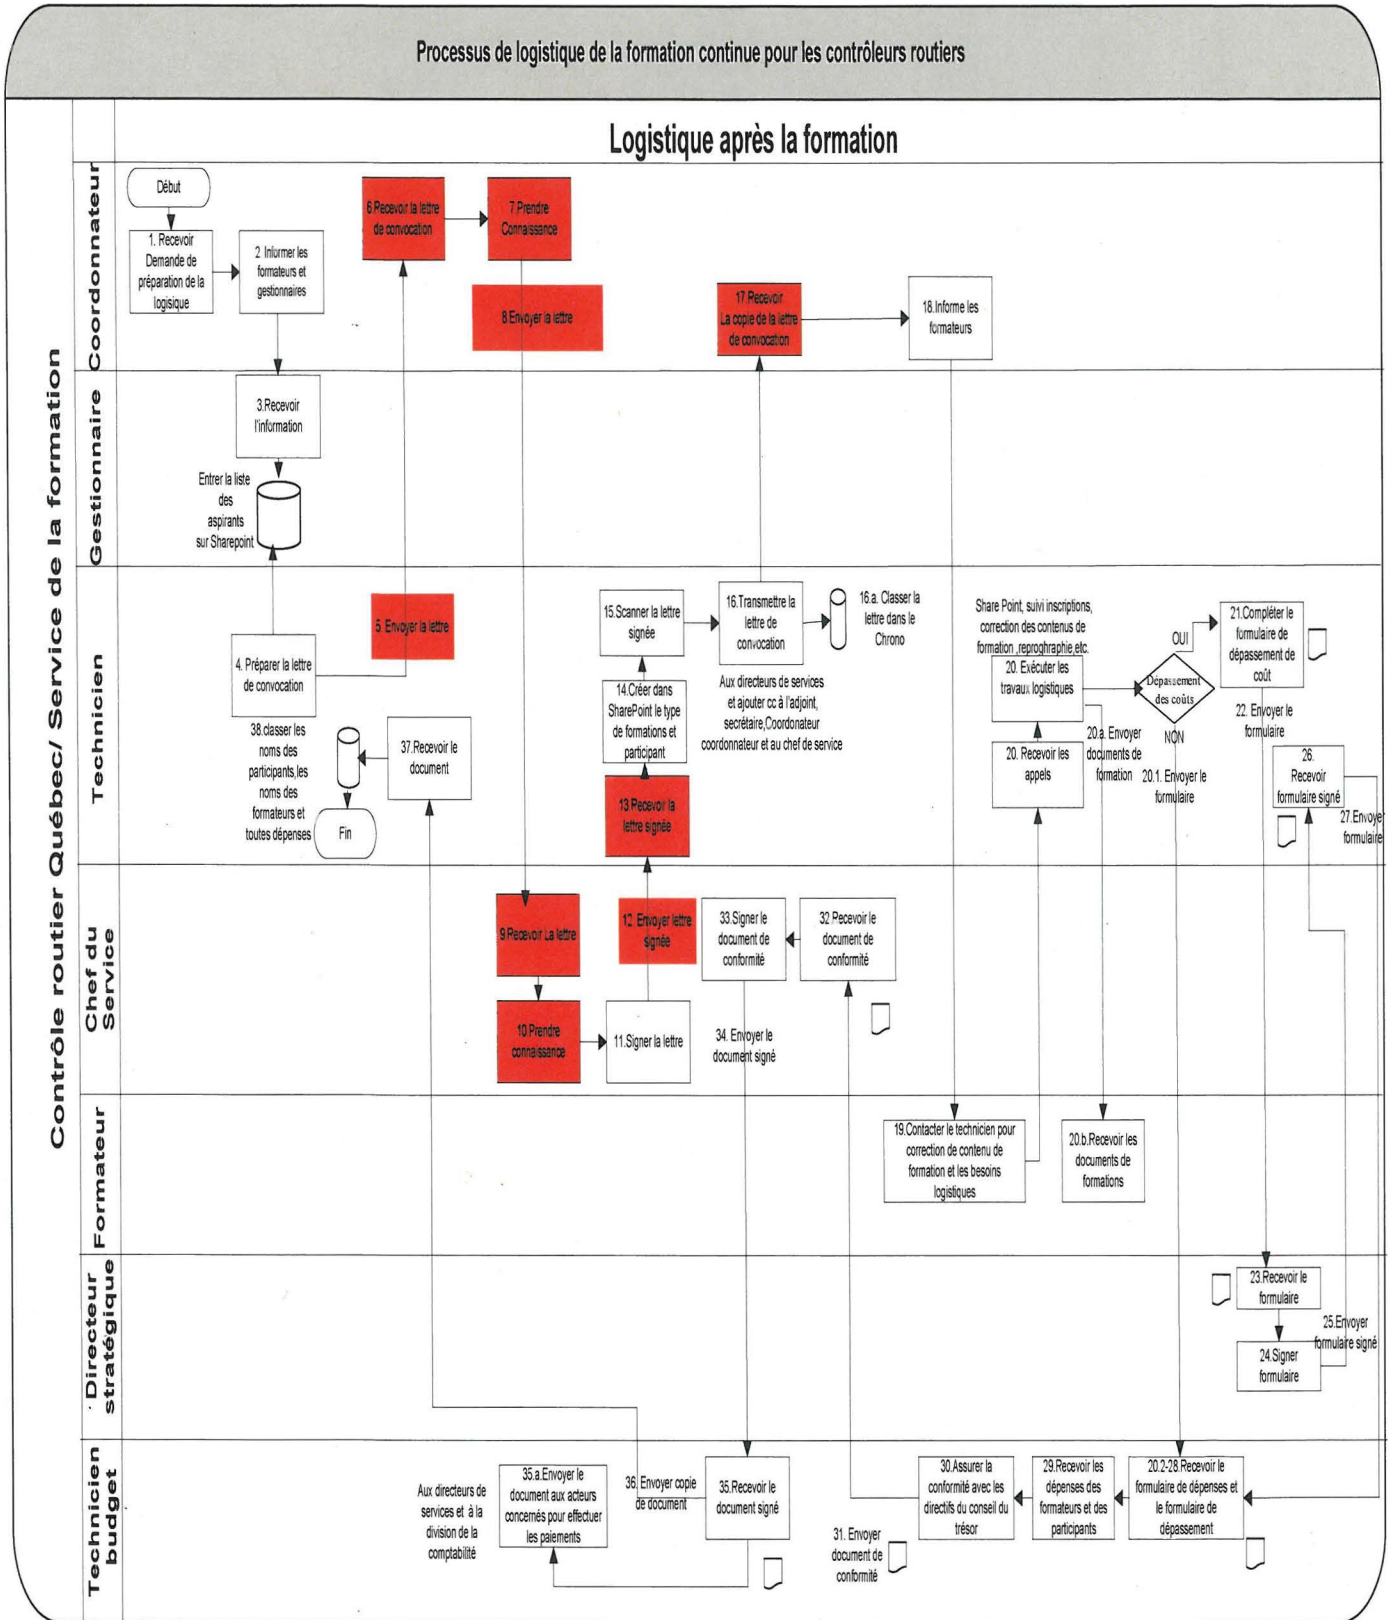 Processus de logistique de la formation continue pour les contrôleurs routiers
Logistique après la formation
Contrôle routier Québec/ Service de la formation
Coordonnateur
Début
1. Recevoir
Demande de
préparation de la
logisique
2. Informer les
formateurs et
gestionnaires
6.Recevoir la lettre
de convocation
7.Prendre
Connaissance
8.Envoyer la lettre
17.Recevoir
La copie de la lettre
de convocation
18.Informe les
formateurs
Gestionnaire
3.Recevoir
l'information
Entrer la liste
des
aspirants
sur Sharepoint
Technicien
4. Préparer la lettre
de convocation
5. Envoyer la lettre
38.classer les
noms des
participants,les
noms des
formateurs et
toutes dépenses
Fin
37.Recevoir le
document
13.Recevoir la
lettre signée
14.Créer dans
SharePoint le type
de formations et
participant
15.Scanner la lettre
signée
16.Transmettre la
lettre de
convocation
16.a. Classer la
lettre dans le
Chrono
Aux directeurs de services
et ajouter cc à l'adjoint,
secrétaire,Coordonateur
coordonnateur et au chef de service
Share Point, suivi inscriptions,
correction des contenus de
formation ,reproghraphie,etc.
20. Exécuter les
travaux logistiques
20. Recevoir les
appels
20.a. Envoyer
documents de
formation
Dépassement
des coûts
OUI
NON
20.1. Envoyer le
formulaire
21.Compléter le
formulaire de
dépassement de
coût
22. Envoyer le
formulaire
26.
Recevoir
formulaire signé
27.Envoyer
formulaire
Chef du
Service
9.Recevoir La lettre
10.Prendre
connaissance
11.Signer la lettre
12. Envoyer lettre
signée
33.Signer le
document de
conformité
32.Recevoir le
document de
conformité
34. Envoyer le
document signé
Formateur
19.Contacter le technicien pour
correction de contenu de
formation et les besoins
logistiques
20.b.Recevoir les
documents de
formations
Directeur
stratégique
23.Recevoir le
formulaire
24.Signer
formulaire
25.Envoyer
formulaire signé
Technicien
budget
Aux directeurs de
services et à la
division de la
comptabilité
35.a.Envoyer le
document aux acteurs
concernés pour effectuer
les paiements
36. Envoyer copie
de document
35.Recevoir le
document signé
31. Envoyer
document de
conformité
30.Assurer la
conformité avec les
directifs du conseil du
trésor
29.Recevoir les
dépenses des
formateurs et des
participants
20.2-28.Recevoir le
formulaire de dépenses et
le formulaire de
dépassement